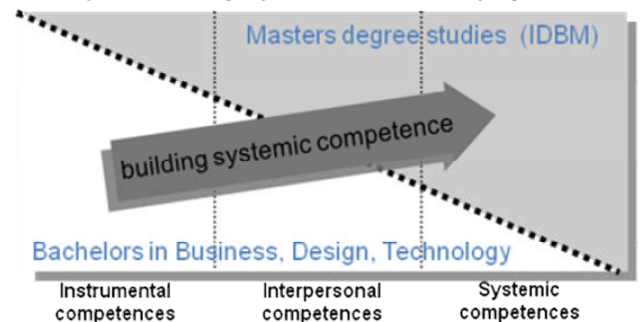 Masters degree studies (IDBM)
building systemic competence
Bachelors in Business, Design, Technology
Instrumental
competences
Interpersonal
competences
Systemic
competences